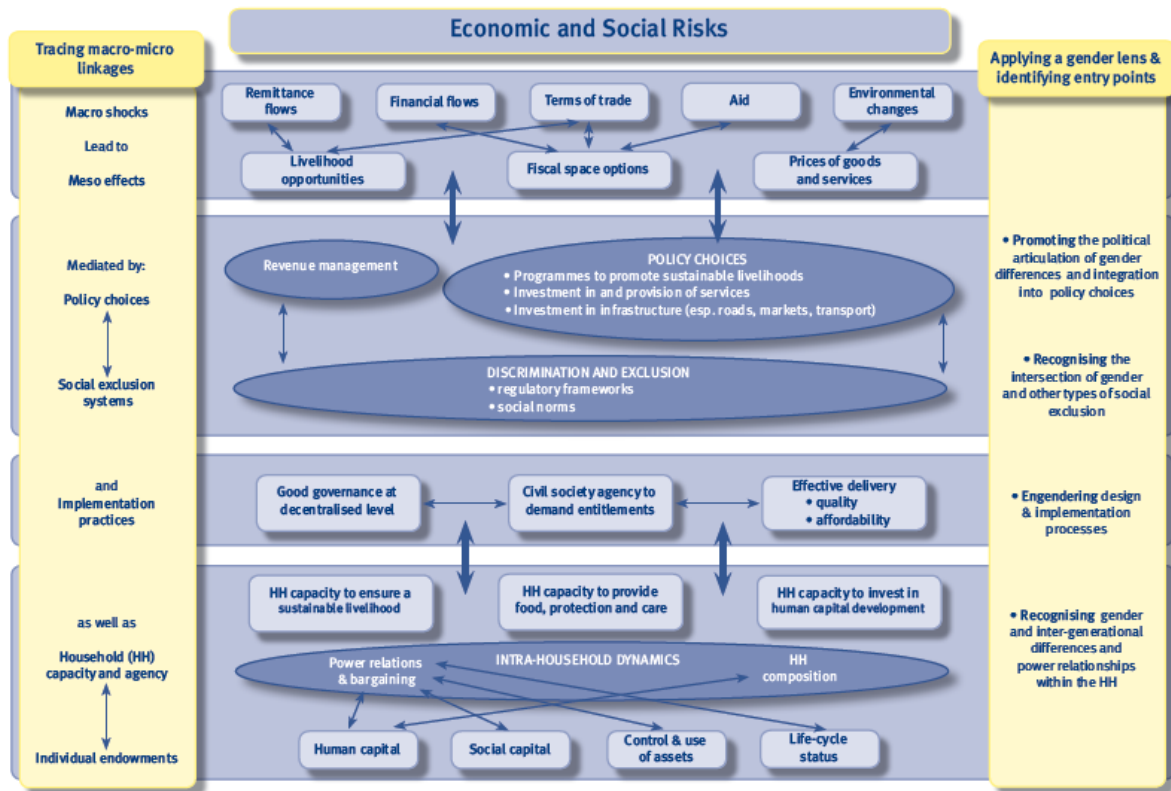 Economic and Social Risks
Tracing macro-micro
linkages
Macro shocks
Lead to
Meso effects
Mediated by:
Policy choices
Social exclusion
systems
and
Implementation
practices
as well as
Household (HH)
capacity and agency
Individual endowments
Remittance
flows
Financial flows
Terms of trade
Aid
Environmental
changes
Livelihood
opportunities
Fiscal space options
Prices of goods
and services
Revenue management
POLICY CHOICES
• Programmes to promote sustainable livelihoods
• Investment in and provision of services
• Investment in infrastructure (esp. roads, markets, transport)
DISCRIMINATION AND EXCLUSION
• regulatory frameworks
• social norms
Good governance at
decentralised level
Civil society agency to
demand entitlements
Effective delivery
• quality
• affordability
HH capacity to ensure a
sustainable livelihood
HH capacity to provide
food, protection and care
HH capacity to invest in
human capital development
Power relations
& bargaining
INTRA-HOUSEHOLD DYNAMICS
HH
composition
Human capital
Social capital
Control & use
of assets
Life-cycle
status
Applying a gender lens &
identifying entry points
• Promoting the political
articulation of gender
differences and integration
into policy choices
• Recognising the
intersection of gender
and other types of social
exclusion
• Engendering design
& implementation
processes
• Recognising gender
and inter-generational
differences and
power relationships
within the HH